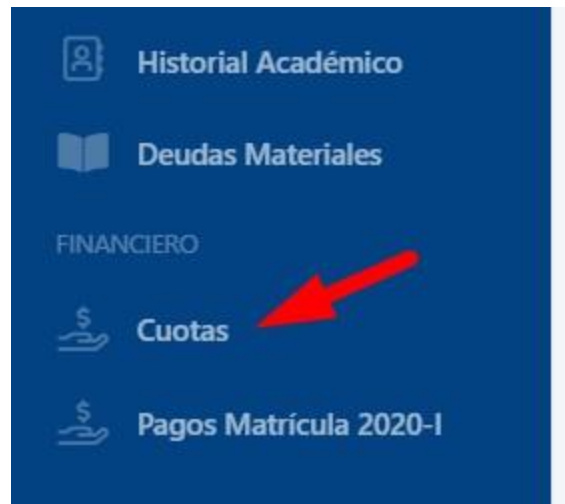 Historial Académico
Deudas Materiales
FINANCIERO
Cuotas
Pagos Matrícula 2020-I